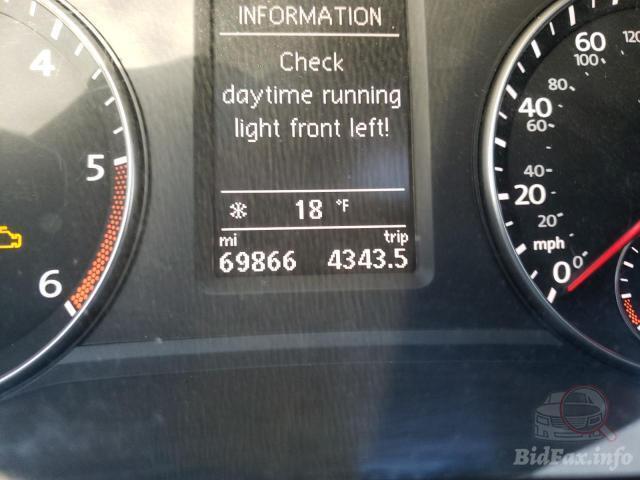 INFORMATION
Check
daytime running
light front left!
18 °F
mi trip
69866 4343.5
4
5
6
60
100
120
80
40
60
40
20
20
mph
0
0
BidFax.info